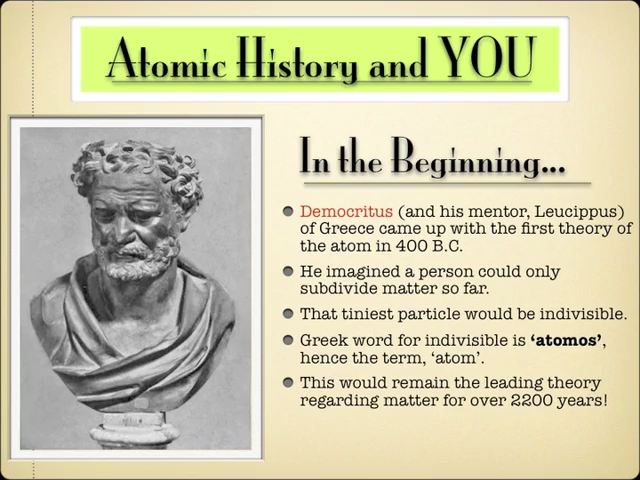 Atomic History and YOU
In the Beginning...
Democritus (and his mentor, Leucippus)
of Greece came up with the first theory of
the atom in 400 B.C.
He imagined a person could only
subdivide matter so far.
That tiniest particle would be indivisible.
Greek word for indivisible is ‘atomos’,
hence the term, ‘atom’.
This would remain the leading theory
regarding matter for over 2200 years!